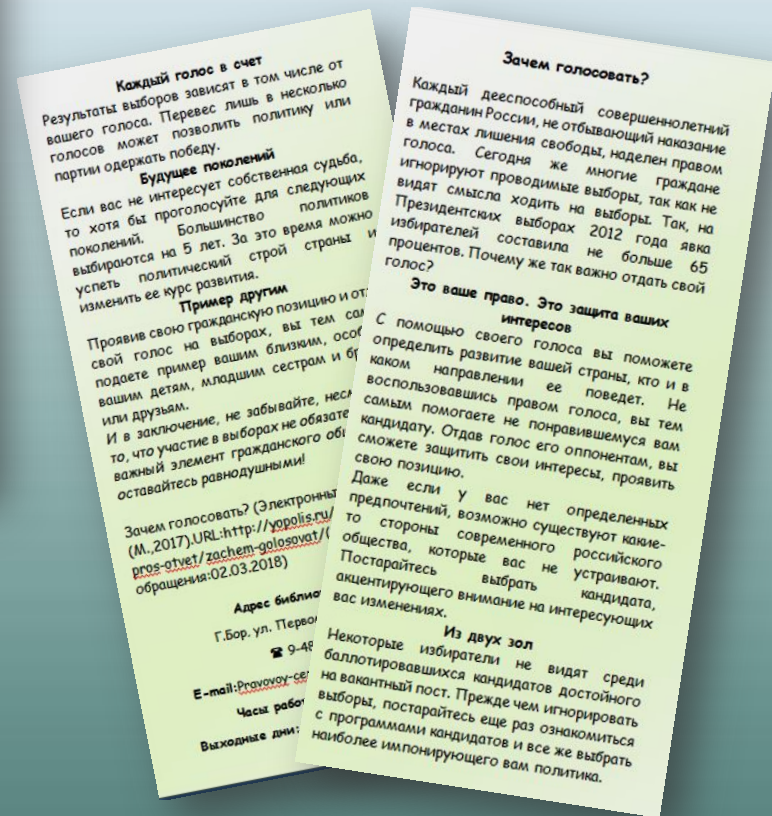 Каждый голос в счет
Результаты выборов зависят в том числе от
вашего голоса. Перевес лишь в несколько
голосов может позволить политику или
партии одержать победу.
Будущее поколений
Если вас не интересует собственная судьба,
то хотя бы проголосуйте для следующих
поколений. Большинство политиков
выбираются на 5 лет. За это время можно
успеть политический строй страны и
изменить ее курс развития.
Пример другим
Проявив свою гражданскую позицию и от
свой голос на выборах, вы тем сам
подаете пример вашим близким, особ
вашим детям, младшим сестрам и бр
или друзьям.
И в заключение, не забывайте, несм
то, что участие в выборах не обязате
важный элемент гражданского общ
оставайтесь равнодушными!
Зачем голосовать? (Электронны
(М.,2017).URL:http://yopolis.ru/
pros-otvet/zachem-golosovat/(
обращения:02.03.2018)
Адрес библио
Г.Бор, ул. Перво
☎ 9-48
E-mail:Pravovoy-ce
Часы рабо
Выходные дни:
Зачем голосовать?
Каждый дееспособный совершеннолетний
гражданин России, не отбывающий наказание
в местах лишения свободы, наделен правом
голоса. Сегодня же многие граждане
игнорируют проводимые выборы, так как не
видят смысла ходить на выборы. Так, на
Президентских выборах 2012 года явка
избирателей составила не больше 65
процентов. Почему же так важно отдать свой
голос?
Это ваше право. Это защита ваших
интересов
С помощью своего голоса вы поможете
определить развитие вашей страны, кто и в
каком направлении ее поведет. Не
воспользовавшись правом голоса, вы тем
самым помогаете не понравившемуся вам
кандидату. Отдав голос его оппонентам, вы
сможете защитить свои интересы, проявить
свою позицию.
Даже если у вас нет определенных
предпочтений, возможно существуют какие-
то стороны современного российского
общества, которые вас не устраивают.
Постарайтесь выбрать кандидата,
акцентирующего внимание на интересующих
вас изменениях.
Из двух зол
Некоторые избиратели не видят среди
баллотировавшихся кандидатов достойного
на вакантный пост. Прежде чем игнорировать
выборы, постарайтесь еще раз ознакомиться
с программами кандидатов и все же выбрать
наиболее импонирующего вам политика.